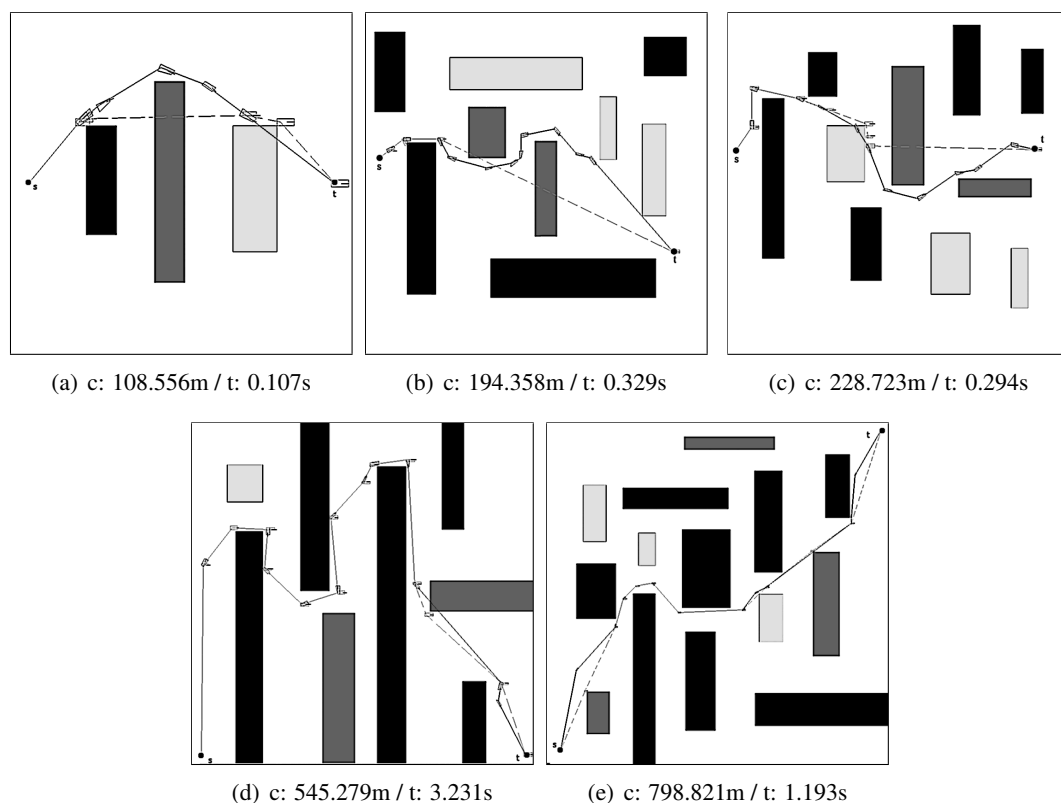 s
t
s
t
s
t
(a) c: 108.556m / t: 0.107s
(b) c: 194.358m / t: 0.329s
(c) c: 228.723m / t: 0.294s
s
t
s
t
(d) c: 545.279m / t: 3.231s
(e) c: 798.821m / t: 1.193s